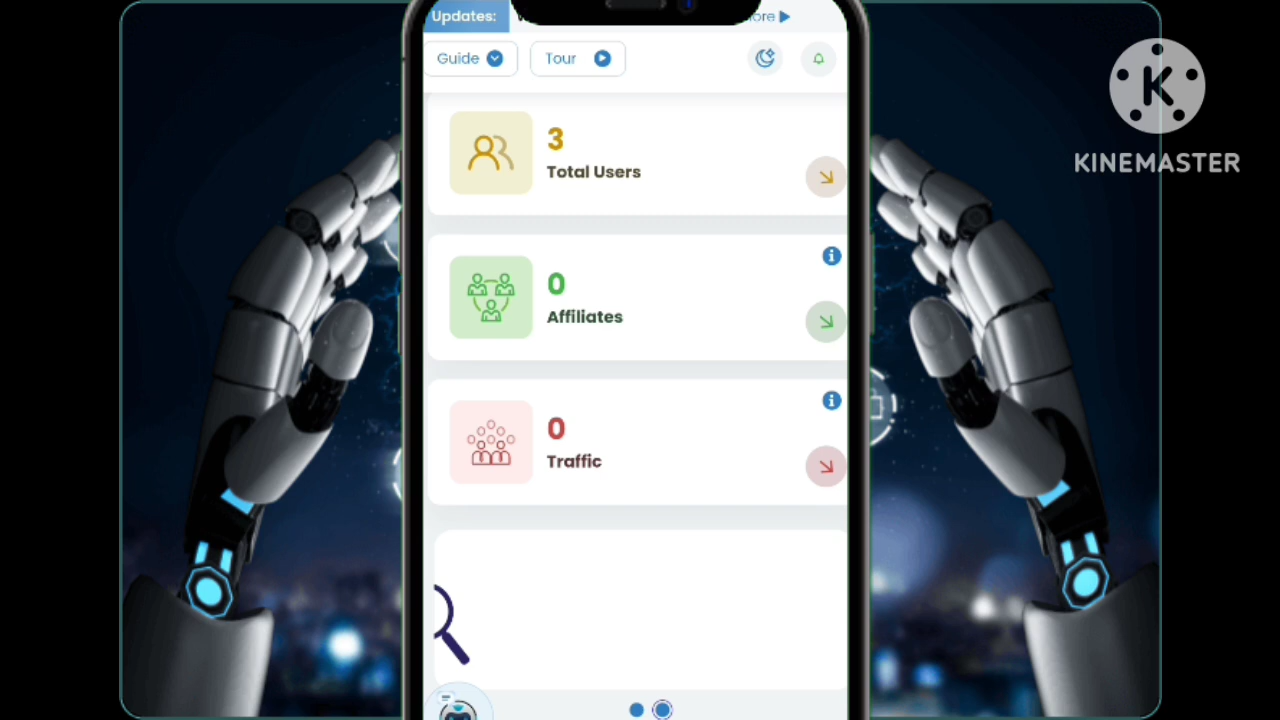 Updates:
Guide
Tour
3
Total Users
0
Affiliates
0
Traffic
K
KINEMASTER